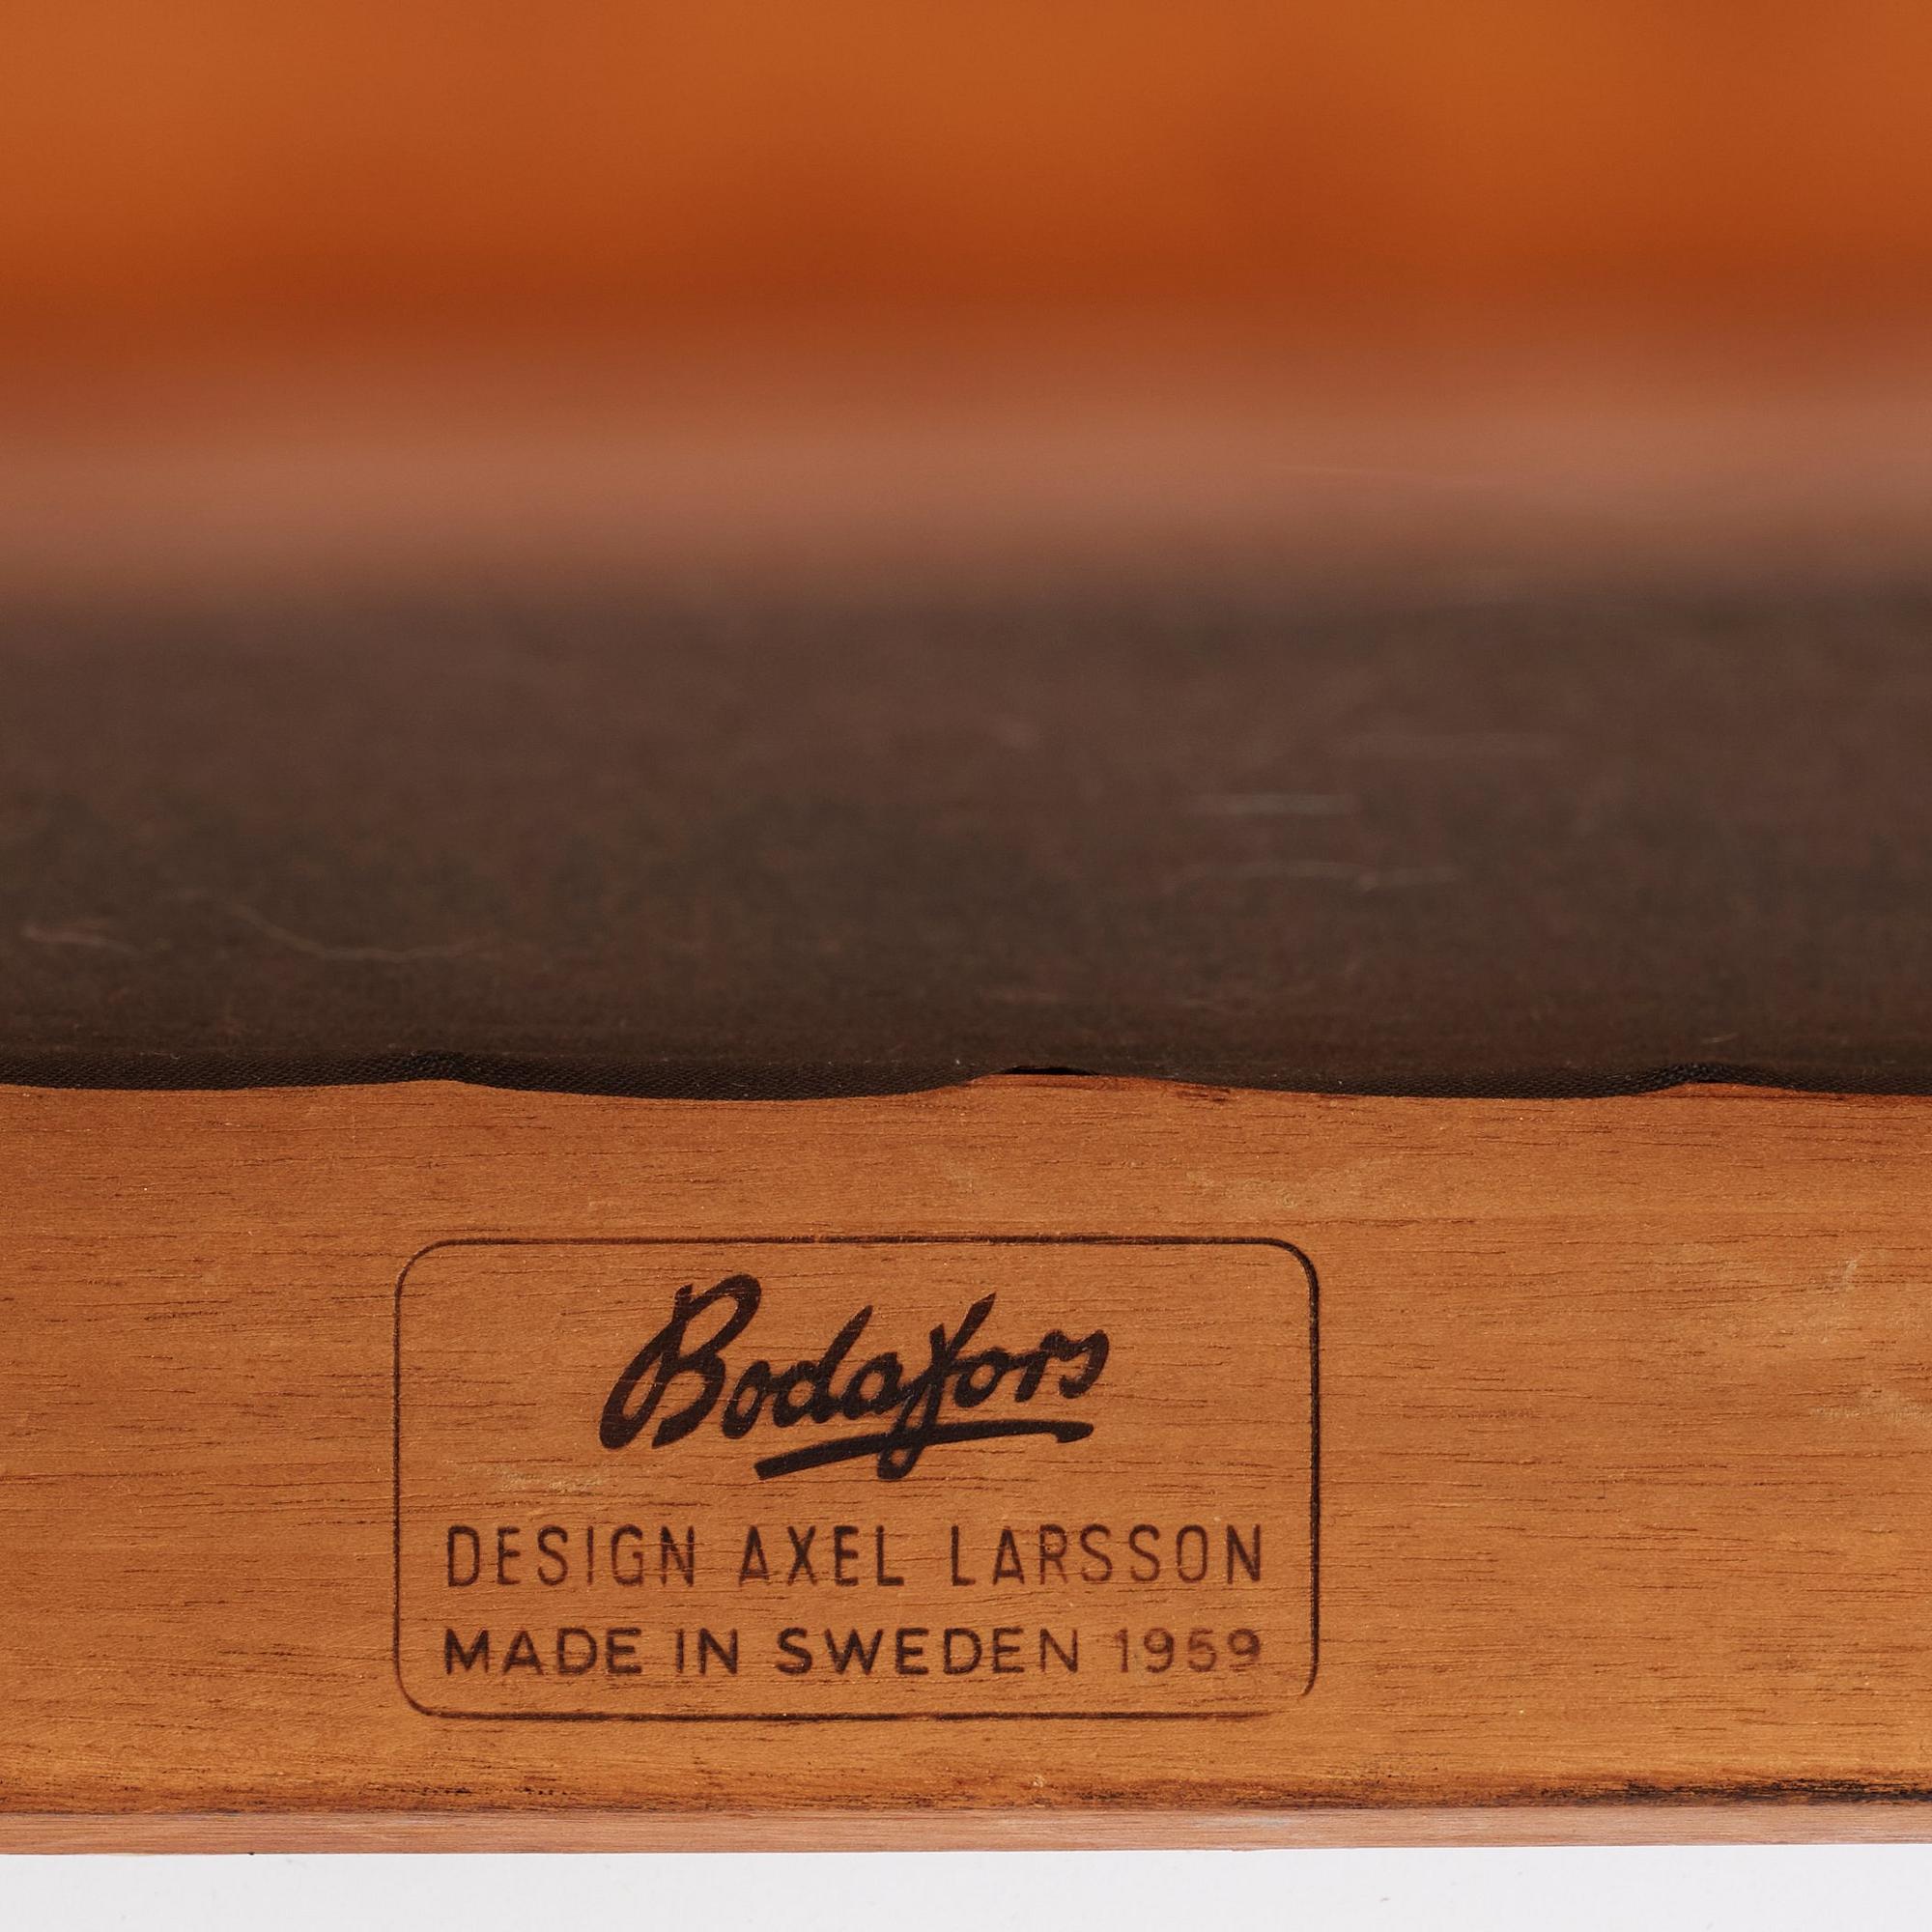 Bodafors
DESIGN AXEL LARSSON
MADE IN SWEDEN 1959